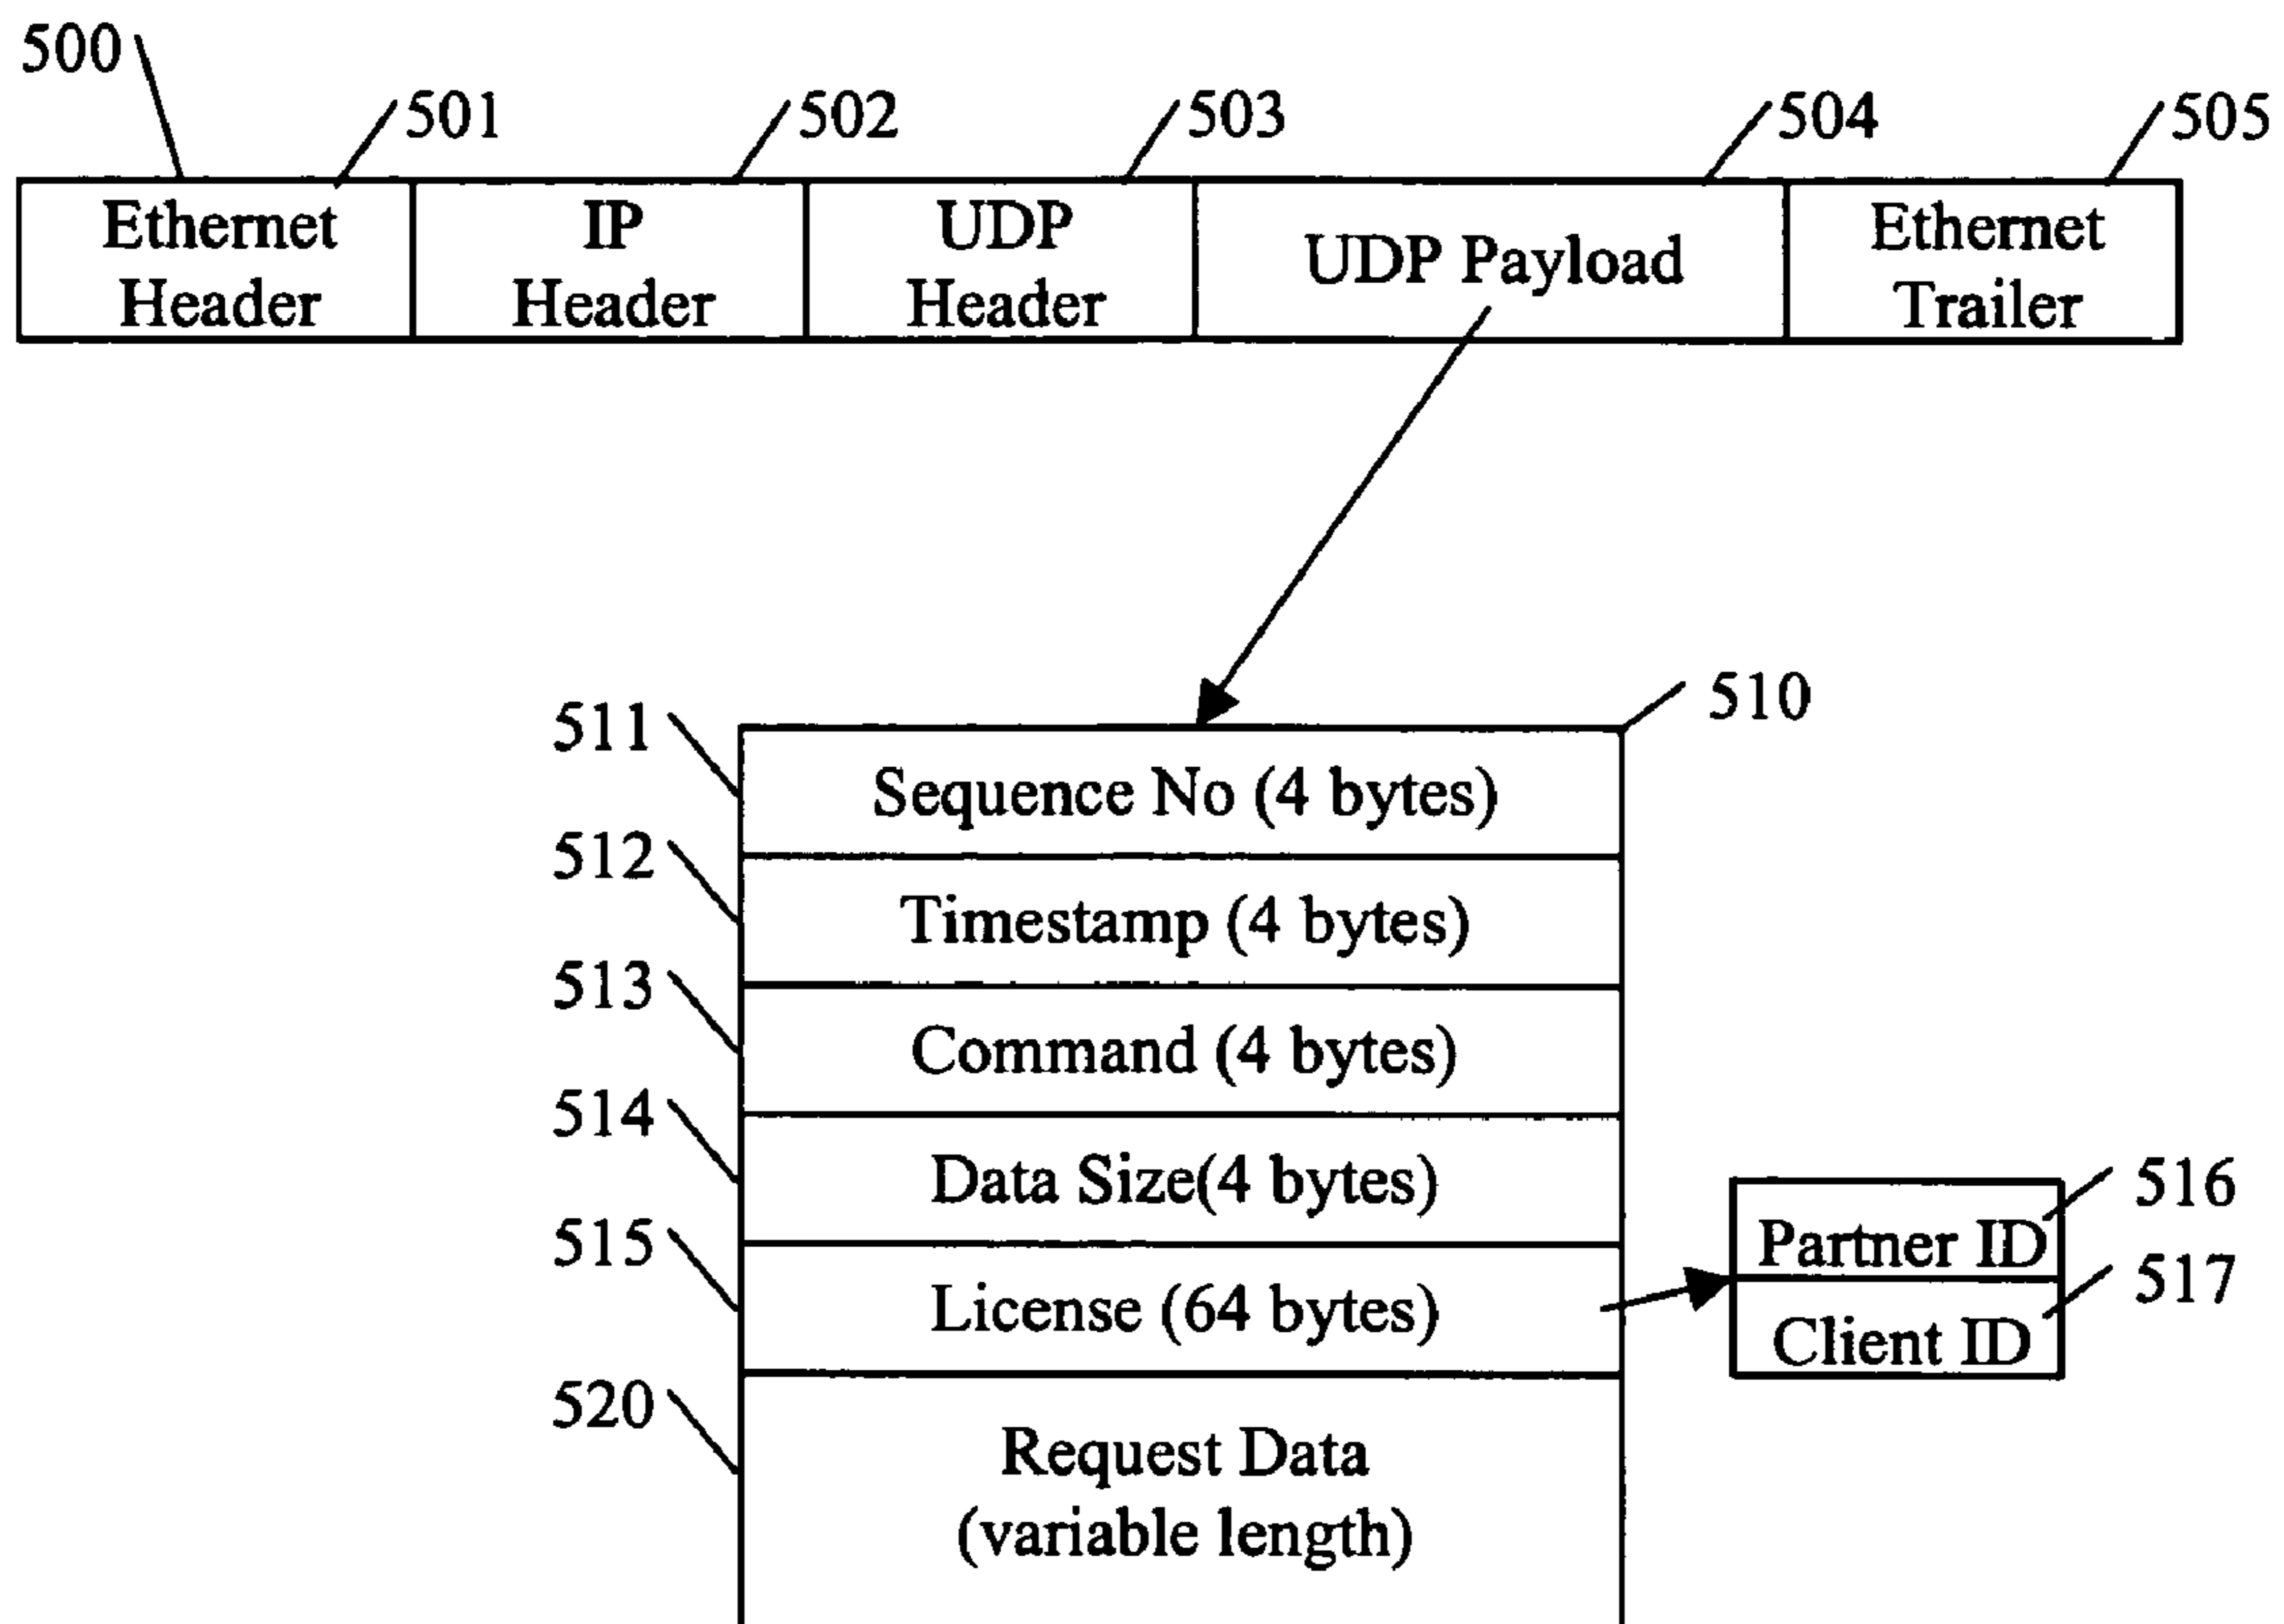 500
501
502
503
504
505
Ethernet
Header
IP
Header
UDP
Header
UDP Payload
Ethernet
Trailer
510
511
Sequence No (4 bytes)
512
Timestamp (4 bytes)
513
Command (4 bytes)
514
Data Size(4 bytes)
515
License (64 bytes)
516
Partner ID
517
Client ID
520
Request Data
(variable length)